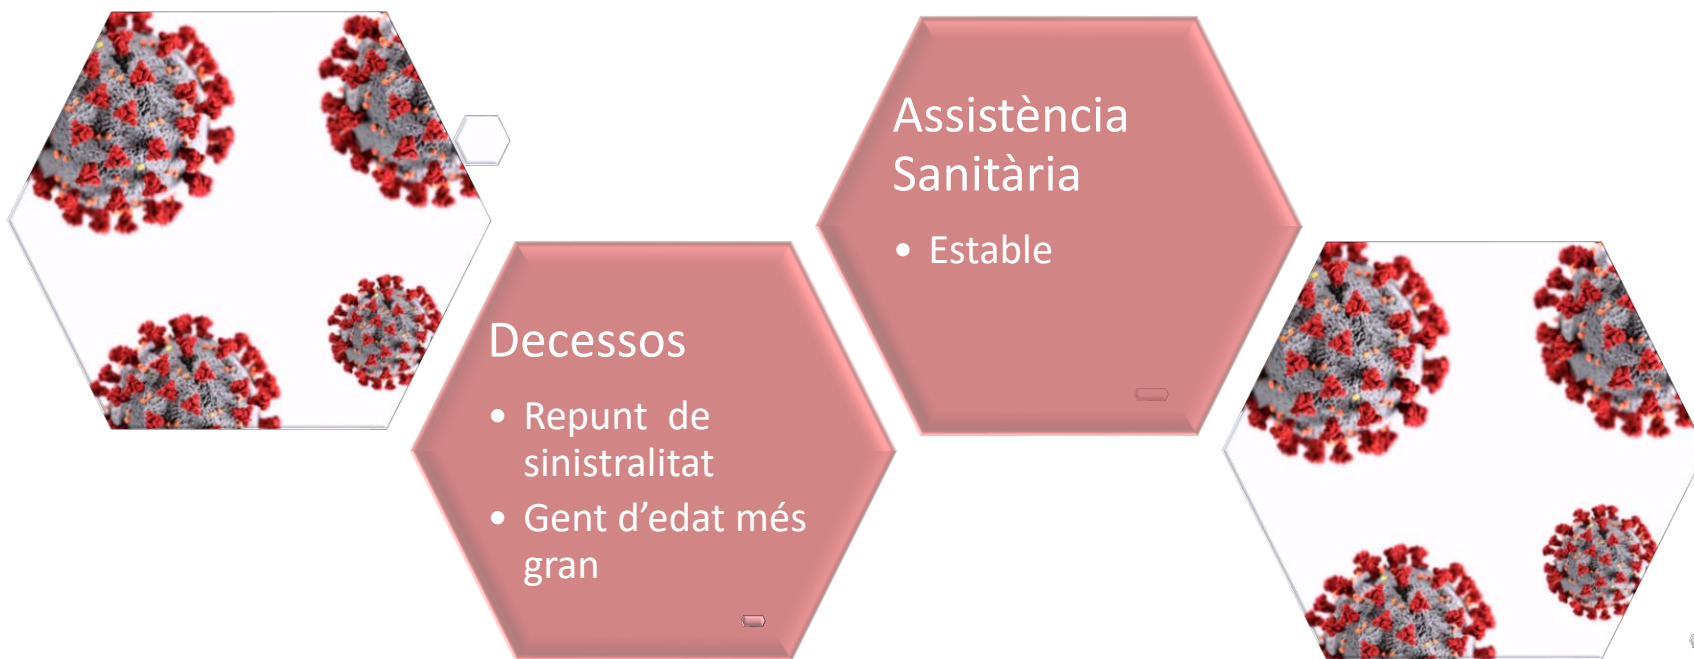 Decessos
• Repunt de
sinistralitat
• Gent d’edat més
gran
Assistència
Sanitària
• Estable